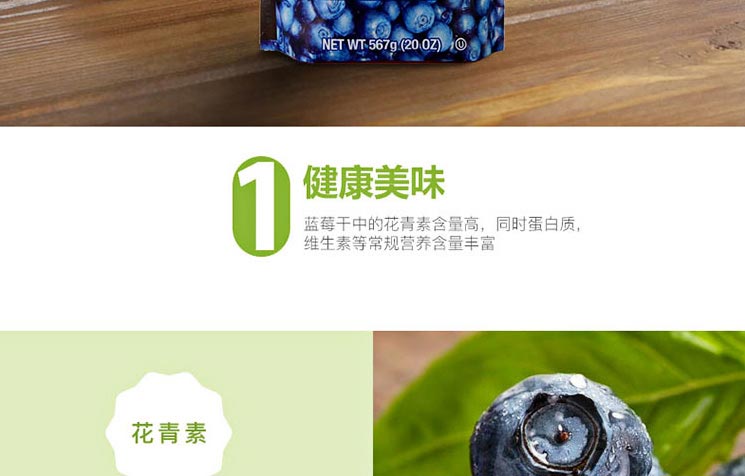 NET WT 567g (20 OZ) U
1
健康美味
蓝莓干中的花青素含量高，同时蛋白质，
维生素等常规营养含量丰富
花青素